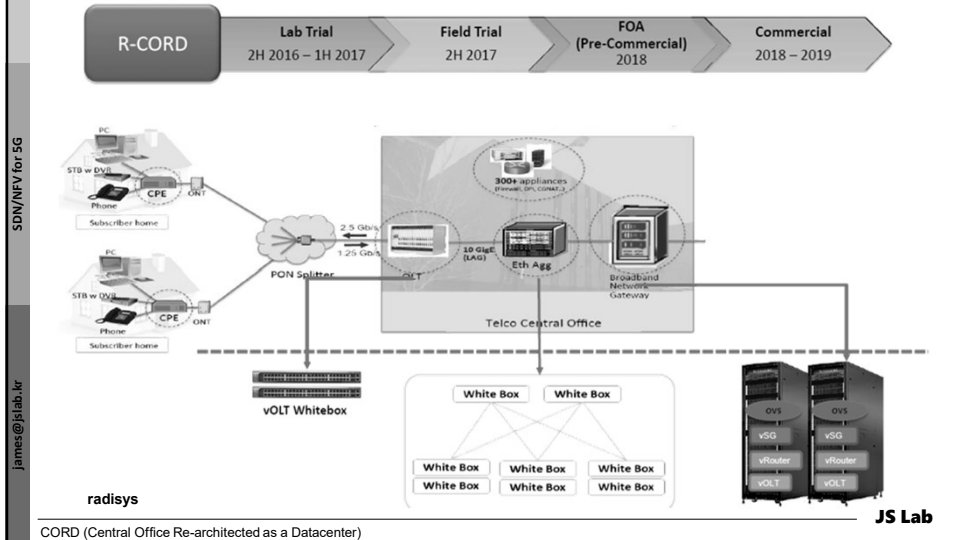 R-CORD
Lab Trial
2H 2016 – 1H 2017
Field Trial
2H 2017
FOA
(Pre-Commercial)
2018
Commercial
2018 – 2019
SDN/NFV for 5G
james@jslab.kr
PC
STB w DVR
CPE
ONT
Phone
Subscriber home
PC
STB w DVR
CPE
ONT
Phone
Subscriber home
2.5 Gb/s
1.25 Gb/s
PON Splitter
OLT
10 GigE
(LAG)
300+ appliances
(Firewall, DPI, CGNAT..)
Eth Agg
Broadband
Network
Gateway
Telco Central Office
vOLT Whitebox
White Box
White Box
White Box
White Box
White Box
White Box
White Box
White Box
OVS
OVS
vSG
vSG
vRouter
vRouter
vOLT
vOLT
radisys
JS Lab
CORD (Central Office Re-architected as a Datacenter)